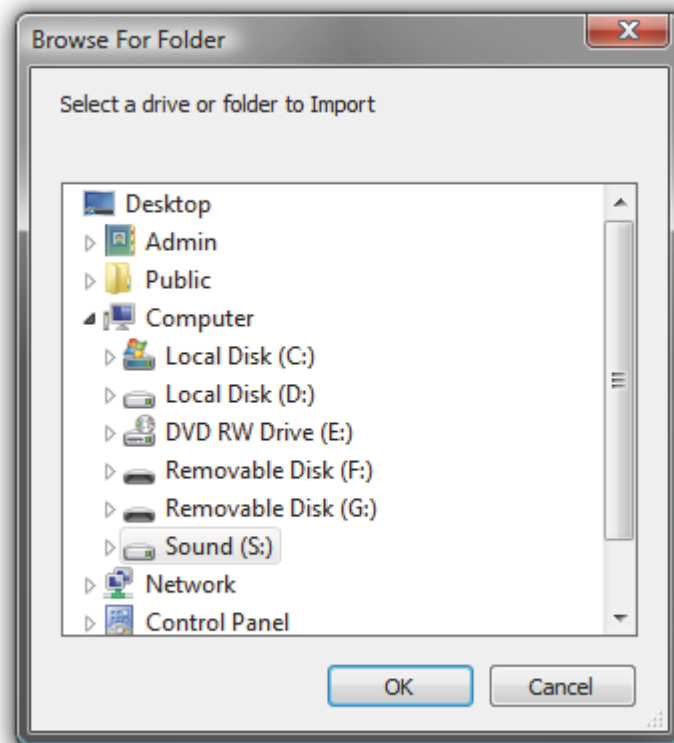 Browse For Folder
Select a drive or folder to Import
Desktop
Admin
Public
Computer
Local Disk (C:)
Local Disk (D:)
DVD RW Drive (E:)
Removable Disk (F:)
Removable Disk (G:)
Sound (S:)
Network
Control Panel
OK
Cancel